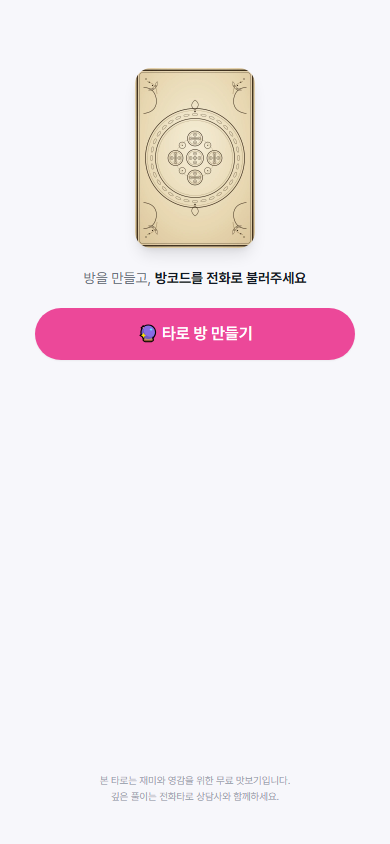 방을 만들고, 방코드를 전화로 불러주세요
🔮 타로 방 만들기
본 타로는 재미와 영감을 위한 무료 맛보기입니다.
깊은 풀이는 전화타로 상담사와 함께하세요.